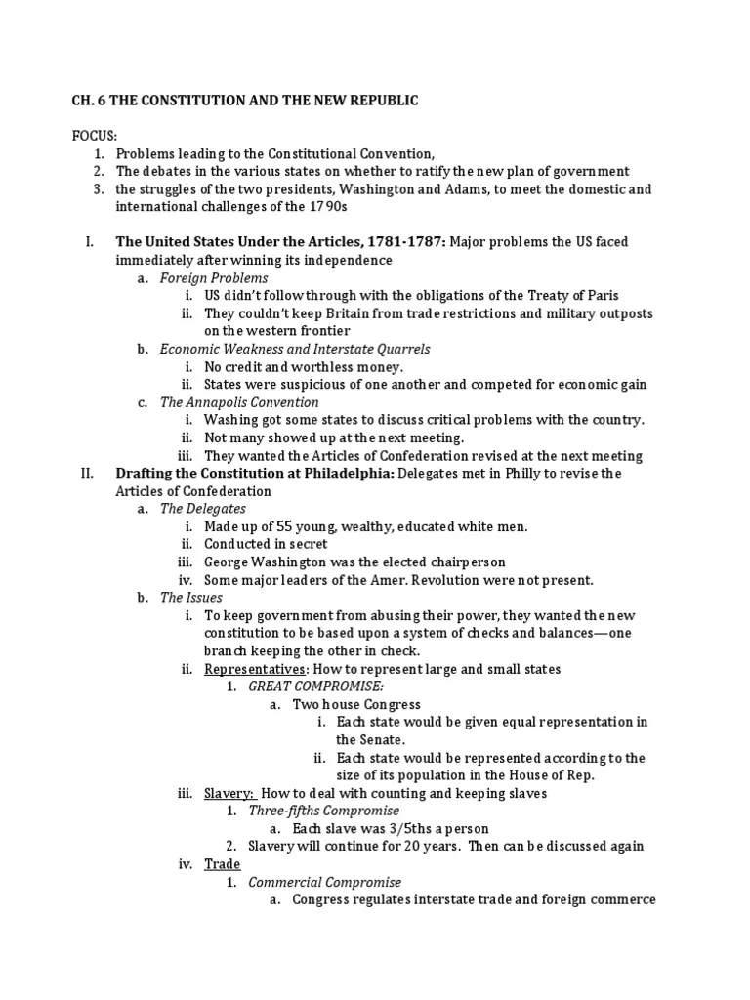 CH. 6 THE CONSTITUTION AND THE NEW REPUBLIC
FOCUS:
1. Problems leading to the Constitutional Convention,
2. The debates in the various states on whether to ratify the new plan of government
3. the struggles of the two presidents, Washington and Adams, to meet the domestic and
international challenges of the 1790s
I. The United States Under the Articles, 1781-1787: Major problems the US faced
immediately after winning its independence
a. Foreign Problems
i. US didn't follow through with the obligations of the Treaty of Paris
ii. They couldn't keep Britain from trade restrictions and military outposts
on the western frontier
b. Economic Weakness and Interstate Quarrels
i. No credit and worthless money.
ii. States were suspicious of one another and competed for economic gain
c. The Annapolis Convention
i. Washing got some states to discuss critical problems with the country.
ii. Not many showed up at the next meeting.
iii. They wanted the Articles of Confederation revised at the next meeting
II. Drafting the Constitution at Philadelphia: Delegates met in Philly to revise the
Articles of Confederation
a. The Delegates
i. Made up of 55 young, wealthy, educated white men.
ii. Conducted in secret
iii. George Washington was the elected chairperson
iv. Some major leaders of the Amer. Revolution were not present.
b. The Issues
i. To keep government from abusing their power, they wanted the new
constitution to be based upon a system of checks and balances—one
branch keeping the other in check.
ii. Representatives: How to represent large and small states
1. GREAT COMPROMISE:
a. Two house Congress
i. Each state would be given equal representation in
the Senate.
ii. Each state would be represented according to the
size of its population in the House of Rep.
iii. Slavery: How to deal with counting and keeping slaves
1. Three-fifths Compromise
a. Each slave was 3/5ths a person
2. Slavery will continue for 20 years. Then can be discussed again
iv. Trade
1. Commercial Compromise
a. Congress regulates interstate trade and foreign commerce